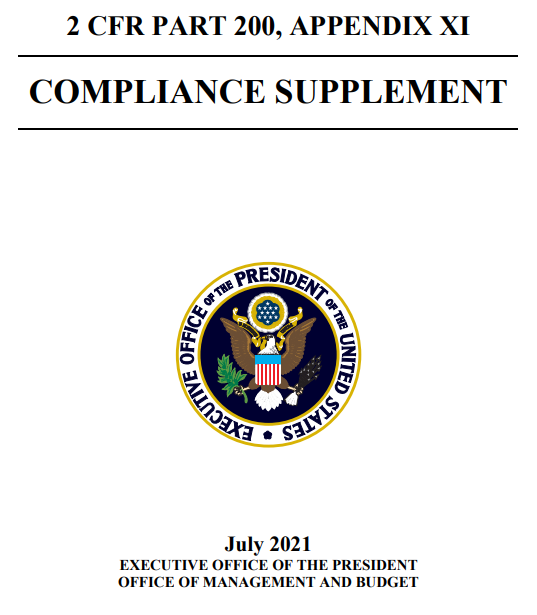 2 CFR PART 200, APPENDIX XI
COMPLIANCE SUPPLEMENT
EXECUTIVE OFFICE OF THE PRESIDENT OF THE UNITED STATES
July 2021
EXECUTIVE OFFICE OF THE PRESIDENT
OFFICE OF MANAGEMENT AND BUDGET